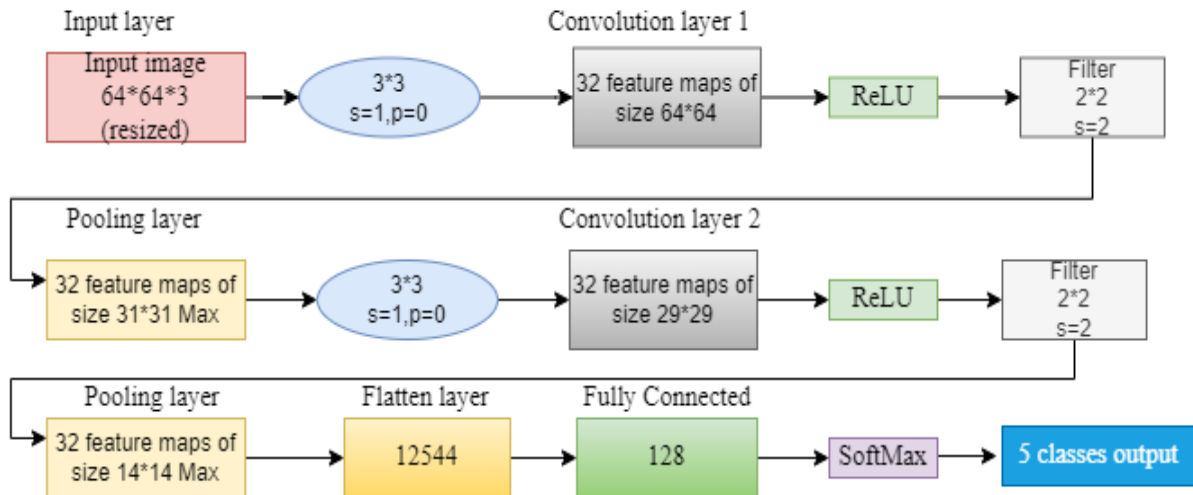 Input layer
Convolution layer 1
Input image
64*64*3
(resized)
3*3
s=1,p=0
32 feature maps of
size 64*64
ReLU
Filter
2*2
s=2
Pooling layer
Convolution layer 2
32 feature maps of
size 31*31 Max
3*3
s=1,p=0
32 feature maps of
size 29*29
ReLU
Filter
2*2
s=2
Pooling layer
Flatten layer
Fully Connected
32 feature maps of
size 14*14 Max
12544
128
SoftMax
5 classes output